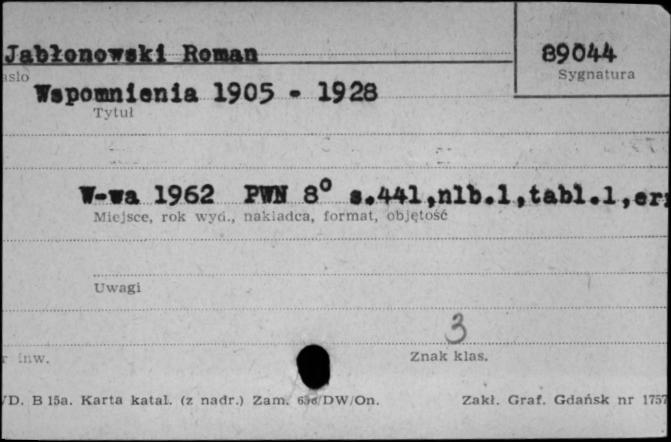 Jabłonowski Roman
89044
asło
Sygnatura
Wspomnienia 1905 - 1928
Tytuł
W-wa 1962 PWN 8° s.441,nlb.1,tabl.1,
Miejsce, rok wyd., nakładca, format, objętość
Uwagi
3
r inw.
Znak klas.
/D. B 15a. Karta katal. (z nadr.) Zam. /DW/On.
Zakł. Graf. Gdańsk nr 1757